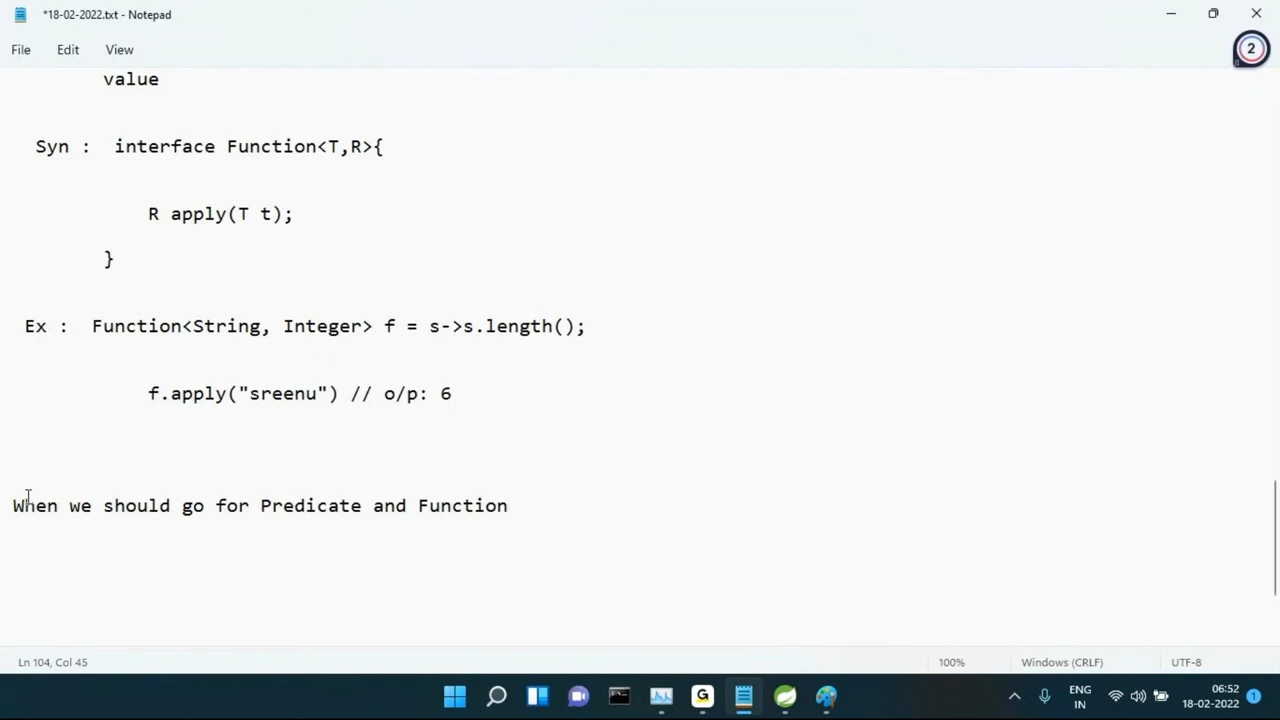 *18-02-2022.txt - Notepad
File Edit View
2
value
Syn : interface Function<T,R>{
R apply(T t);
}
Ex : Function<String, Integer> f = s->s.length();
f.apply("sreenu") // o/p: 6
When we should go for Predicate and Function
Ln 104, Col 45 100% Windows (CRLF) UTF-8
G
ENG
IN
06:52
18-02-2022
1